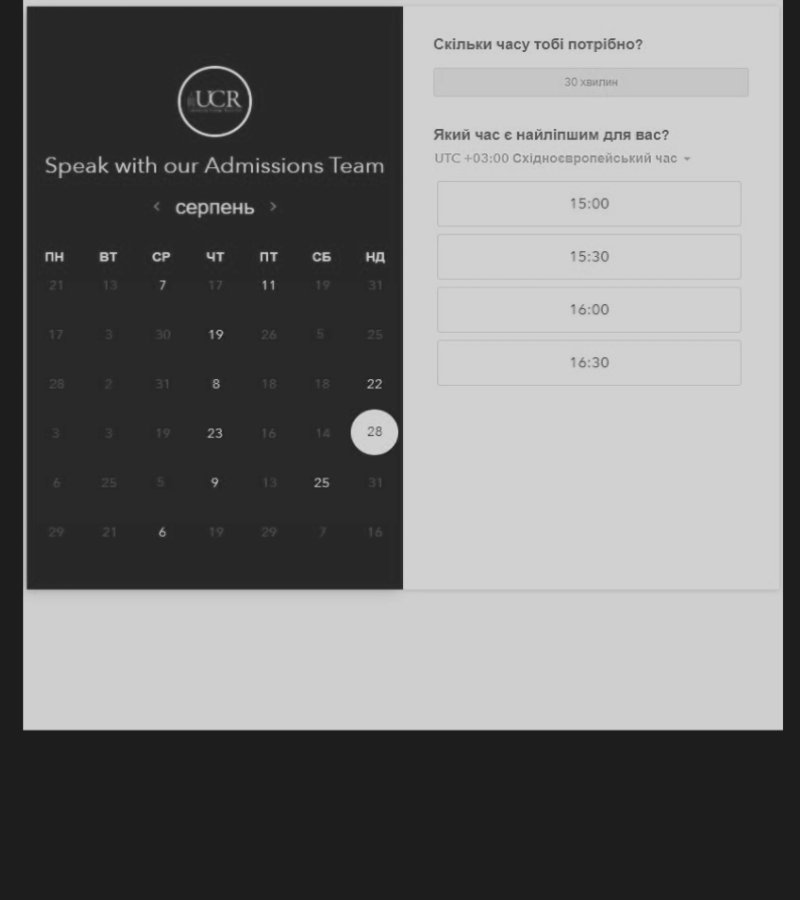 UCR
Speak with our Admissions Team
серпень
ПН ВТ СР ЧТ ПТ СБ НД
21 13 7 17 11 19 31
17 3 30 19 26 5 25
28 2 31 8 18 18 22
3 3 19 23 16 14 28
6 25 5 9 13 25 31
29 21 6 19 29 7 16
Скільки часу тобі потрібно?
30 хвилин
Який час є найліпшим для вас?
UTC +03:00 Східноєвропейський час
15:00
15:30
16:00
16:30